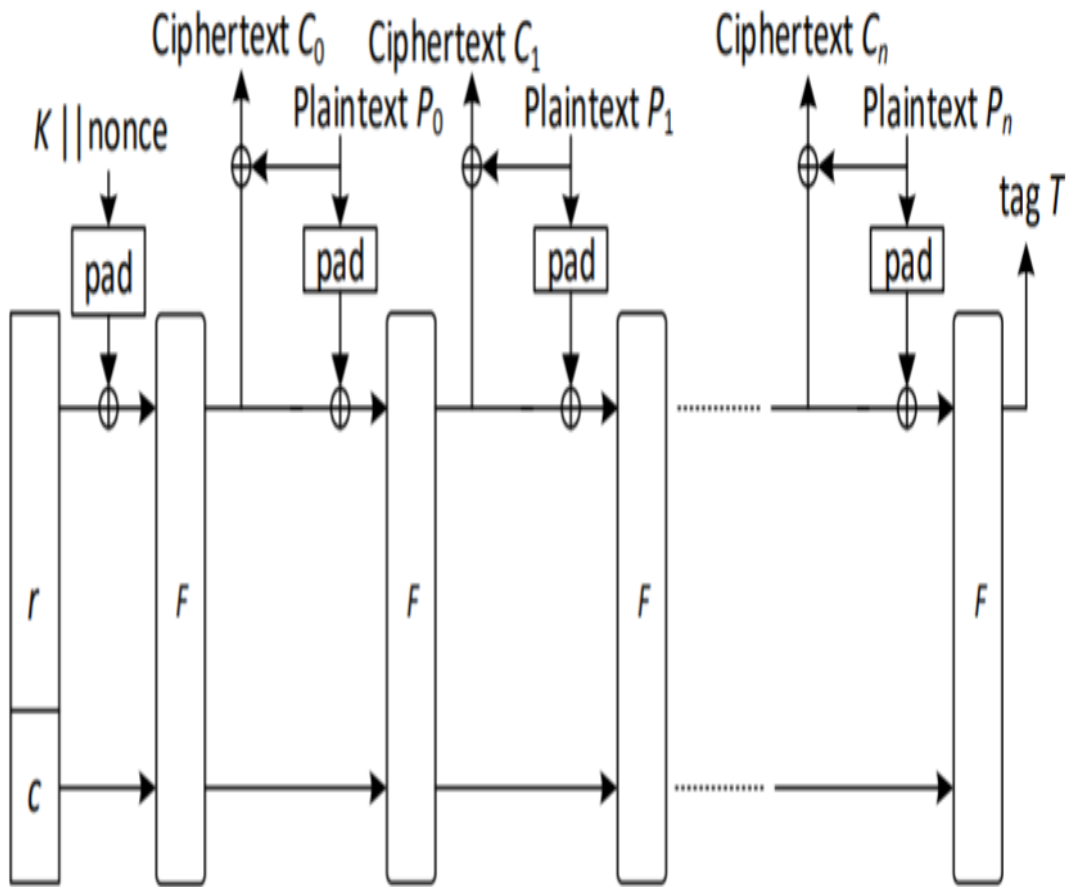 Ciphertext C₀
Ciphertext C₁
Ciphertext Cₙ
K || nonce
Plaintext P₀
Plaintext P₁
Plaintext Pₙ
tag T
pad
pad
pad
pad
r
F
F
F
F
c